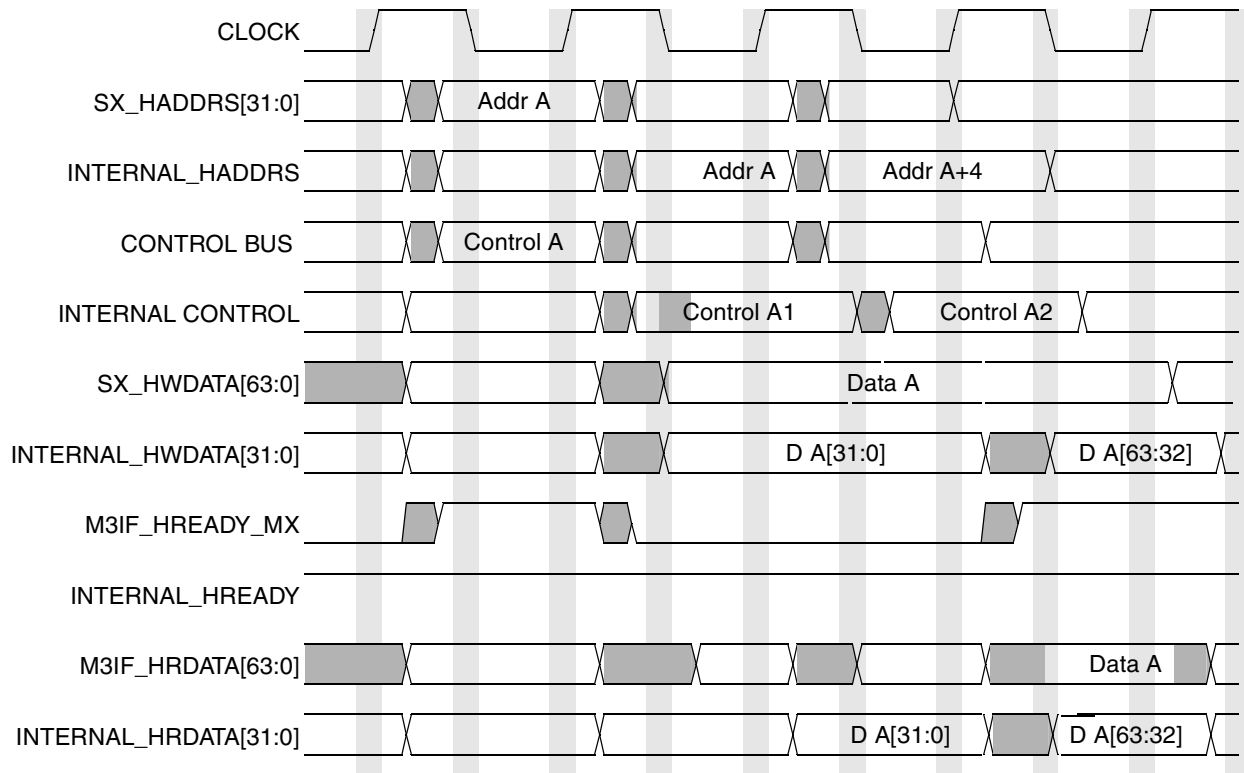 CLOCK
SX_HADDRS[31:0] Addr A
INTERNAL_HADDRS Addr A Addr A+4
CONTROL BUS Control A
INTERNAL CONTROL Control A1 Control A2
SX_HWDATA[63:0] Data A
INTERNAL_HWDATA[31:0] D A[31:0] D A[63:32]
M3IF_HREADY_MX
INTERNAL_HREADY
M3IF_HRDATA[63:0] Data A
INTERNAL_HRDATA[31:0] D A[31:0] D A[63:32]